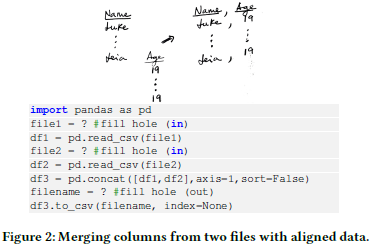 Name
Luke
Leia
Age
19
19
Name, Age
Luke, 19
Leia, 19
import pandas as pd
file1 = ? #fill hole (in)
df1 = pd.read_csv(file1)
file2 = ? #fill hole (in)
df2 = pd.read_csv(file2)
df3 = pd.concat([df1,df2],axis=1,sort=False)
filename = ? #fill hole (out)
df3.to_csv(filename, index=None)
Figure 2: Merging columns from two files with aligned data.